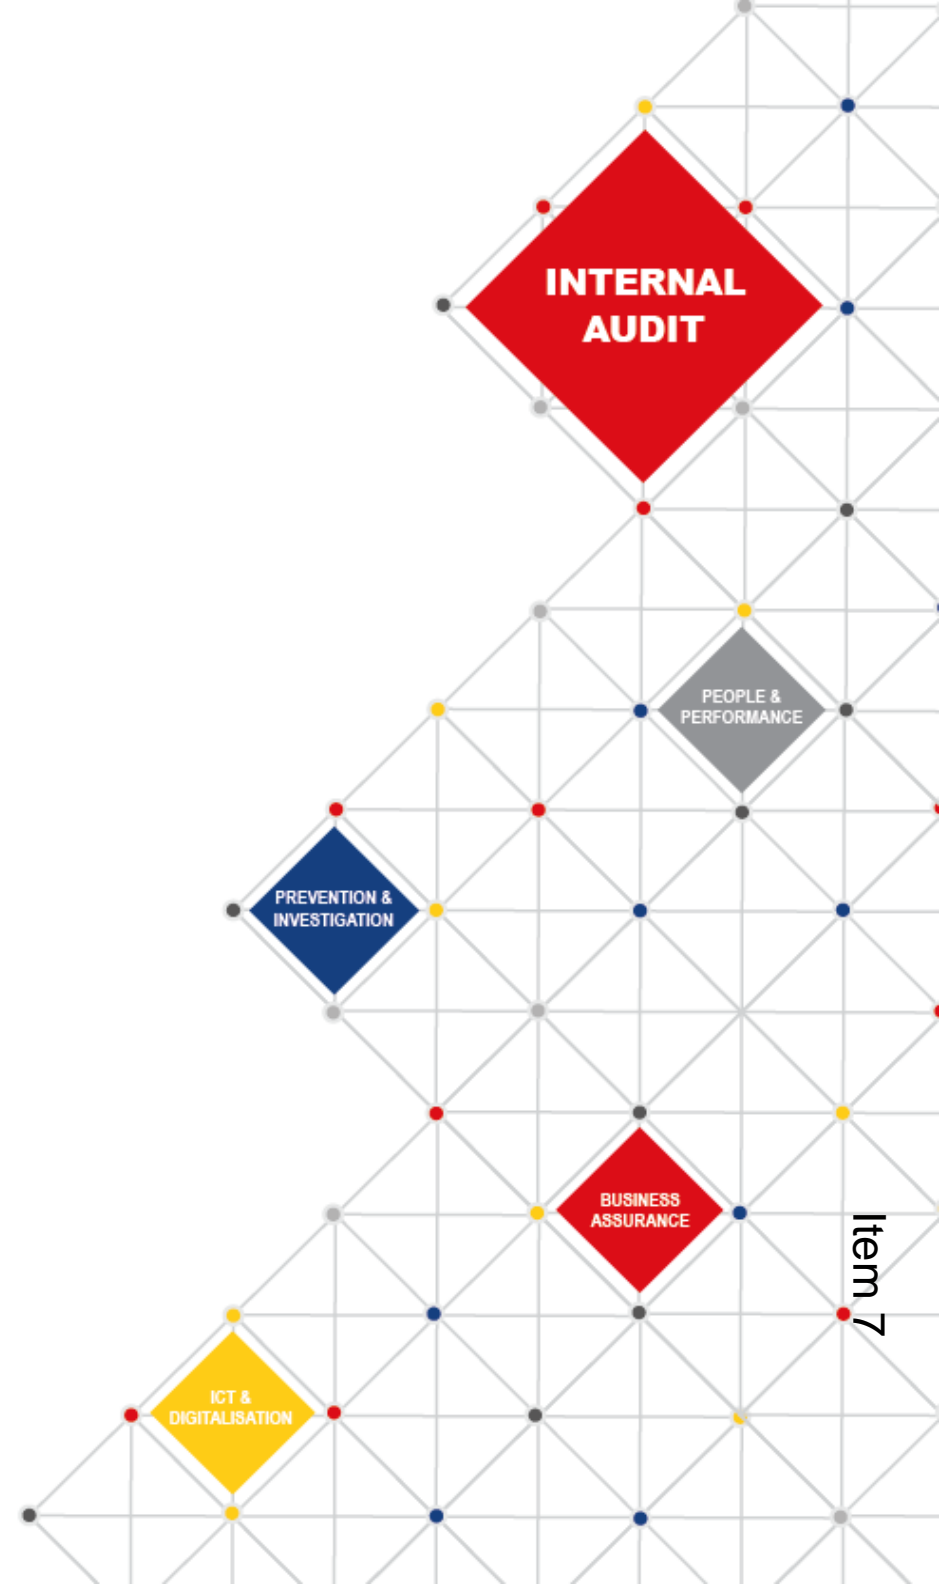 INTERNAL
AUDIT
PEOPLE &
PERFORMANCE
PREVENTION &
INVESTIGATION
BUSINESS
ASSURANCE
Item 7
ICT &
DIGITALISATION